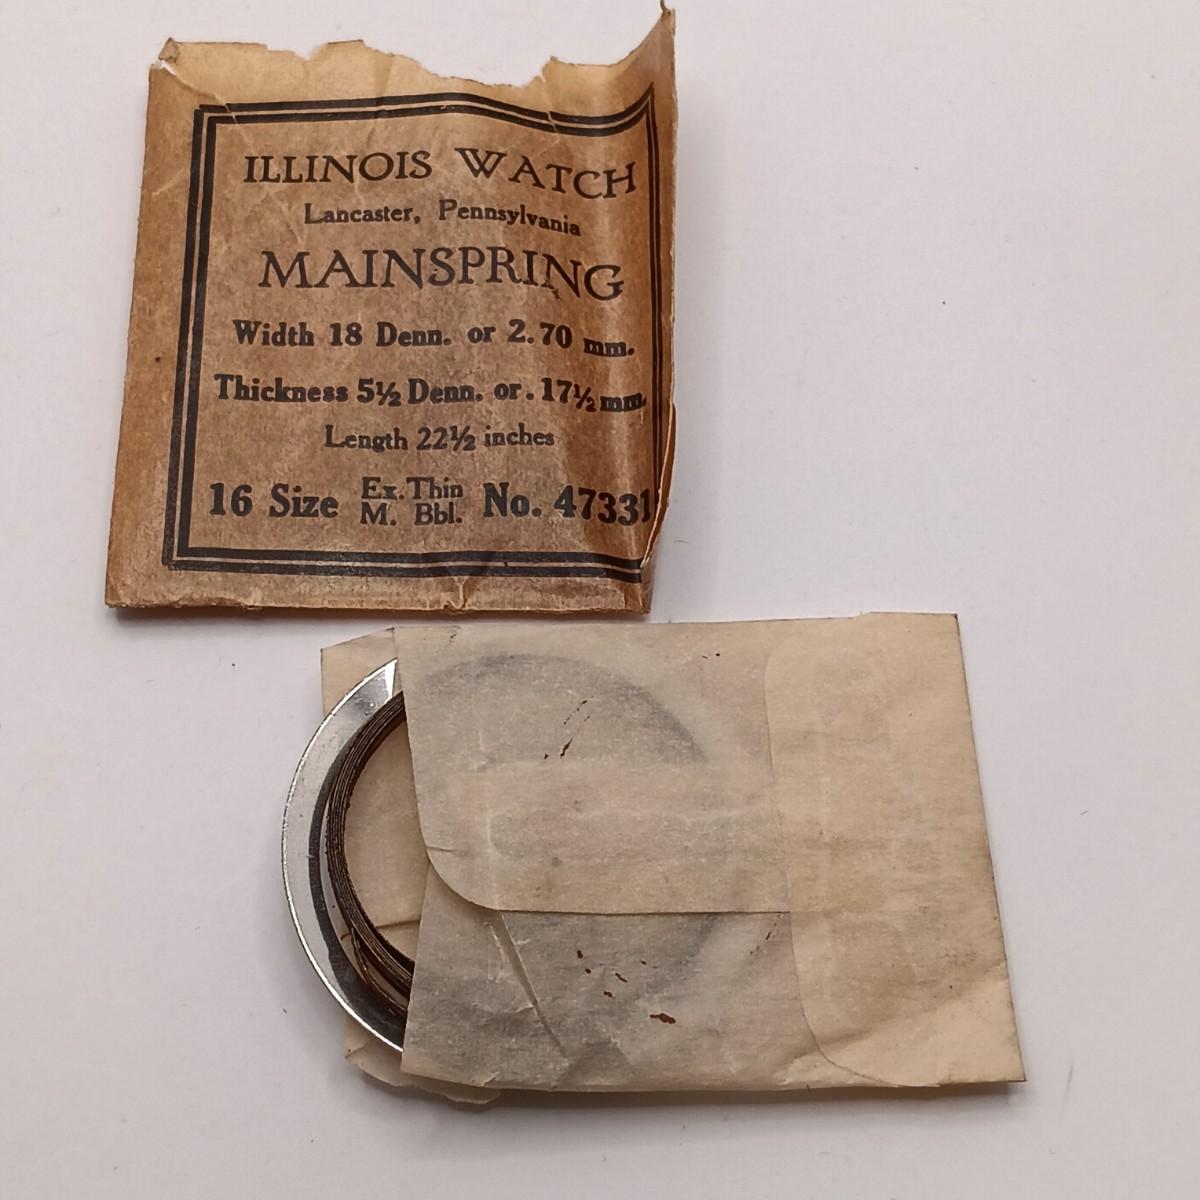 ILLINOIS WATCH
Lancaster, Pennsylvania
MAINSPRING
Width 18 Denn. or 2.70 mm.
Thickness 5½ Denn. or .17½ mm.
Length 22½ inches
16 Size Ex. Thin M. Bbl. No. 47331